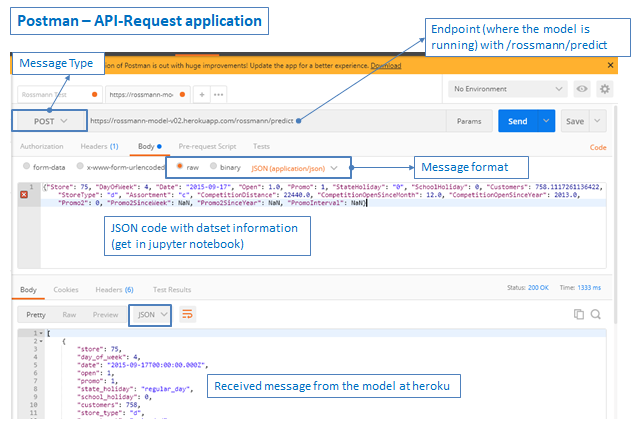 Postman – API-Request application
Endpoint (where the model is
running) with /rossmann/predict
Message Type
on of Postman is out with huge improvements! Update the app for a better experience. Download
Rossmann Test
https://rossmann-mo
No Environment
POST
https://rossmann-model-v02.herokuapp.com/rossmann/predict
Params
Send
Save
Authorization
Headers (1)
Body
Pre-request Script
Tests
Code
form-data
x-www-form-urlencoded
raw
binary
JSON (application/json)
Message format
1 {"Store": 75, "DayOfWeek": 4, "Date": "2015-09-17", "Open": 1.0, "Promo": 1, "StateHoliday": "0", "SchoolHoliday": 0, "Customers": 758.1117261136422,
"StoreType": "d", "Assortment": "c", "CompetitionDistance": 22440.0, "CompetitionOpenSinceMonth": 12.0, "CompetitionOpenSinceYear": 2013.0,
"Promo2": 0, "Promo2SinceWeek": NaN, "Promo2SinceYear": NaN, "PromoInterval": NaN}
JSON code with datset information
(get in jupyter notebook)
Body
Cookies
Headers (6)
Test Results
Status: 200 OK
Time: 1333 ms
Pretty
Raw
Preview
JSON
1 [
2 {
3 "store": 75,
4 "day_of_week": 4,
5 "date": "2015-09-17T00:00:00.000Z",
6 "open": 1,
7 "promo": 1,
8 "state_holiday": "regular_day",
9 "school_holiday": 0,
10 "customers": 758,
11 "store_type": "d",
Received message from the model at heroku